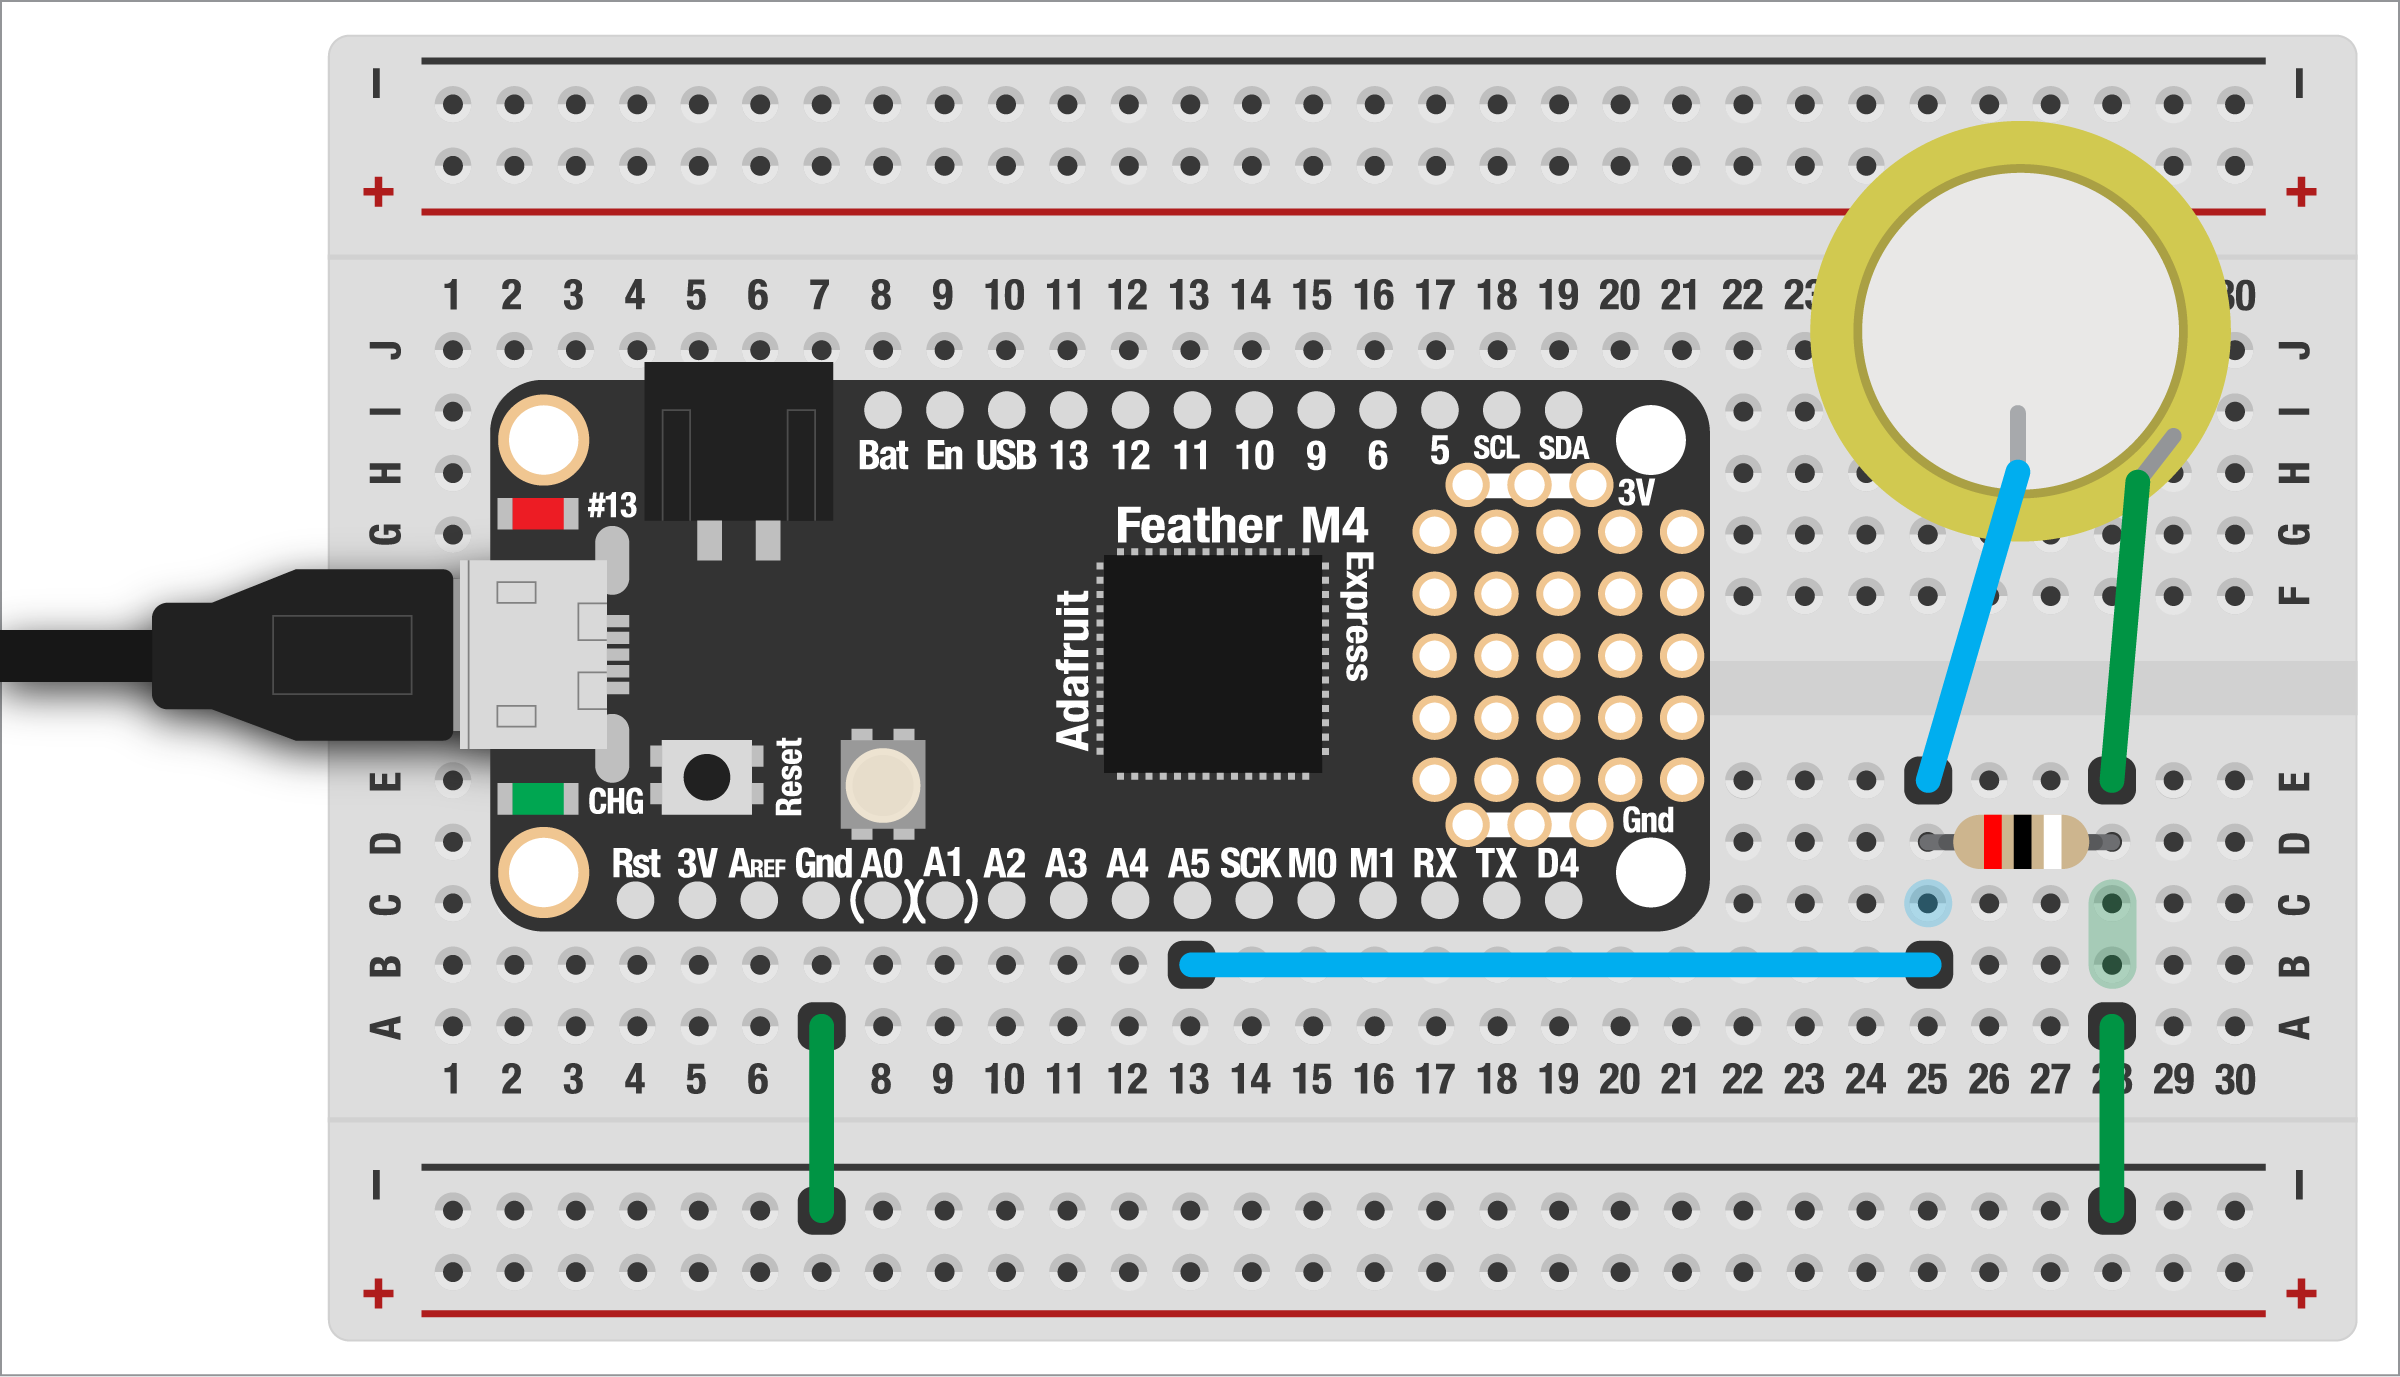 – –
+ +
1 2 3 4 5 6 7 8 9 10 11 12 13 14 15 16 17 18 19 20 21 22 23 30
J J
I I
H H
G G
F
Bat En USB 13 12 11 10 9 6 5 SCL SDA
#13
3V
Feather M4
Express
Adafruit
Reset
CHG
Gnd
Rst 3V AREF Gnd A0 A1 A2 A3 A4 A5 SCK M0 M1 RX TX D4
( ) ( )
E E
D D
C C
B B
A A
1 2 3 4 5 6 8 9 10 11 12 13 14 15 16 17 18 19 20 21 22 23 24 25 26 27 28 29 30
– –
+ +